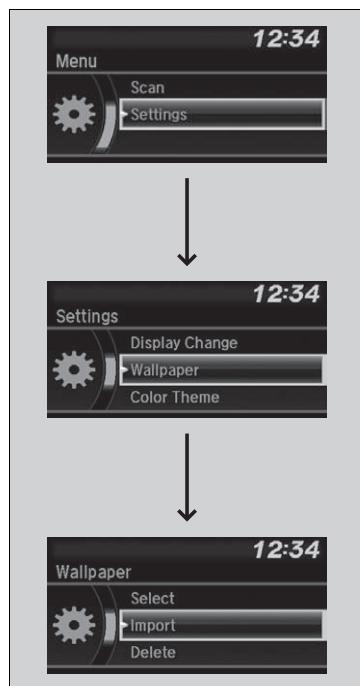 12:34
Menu
Scan
Settings
12:34
Settings
Display Change
Wallpaper
Color Theme
12:34
Wallpaper
Select
Import
Delete